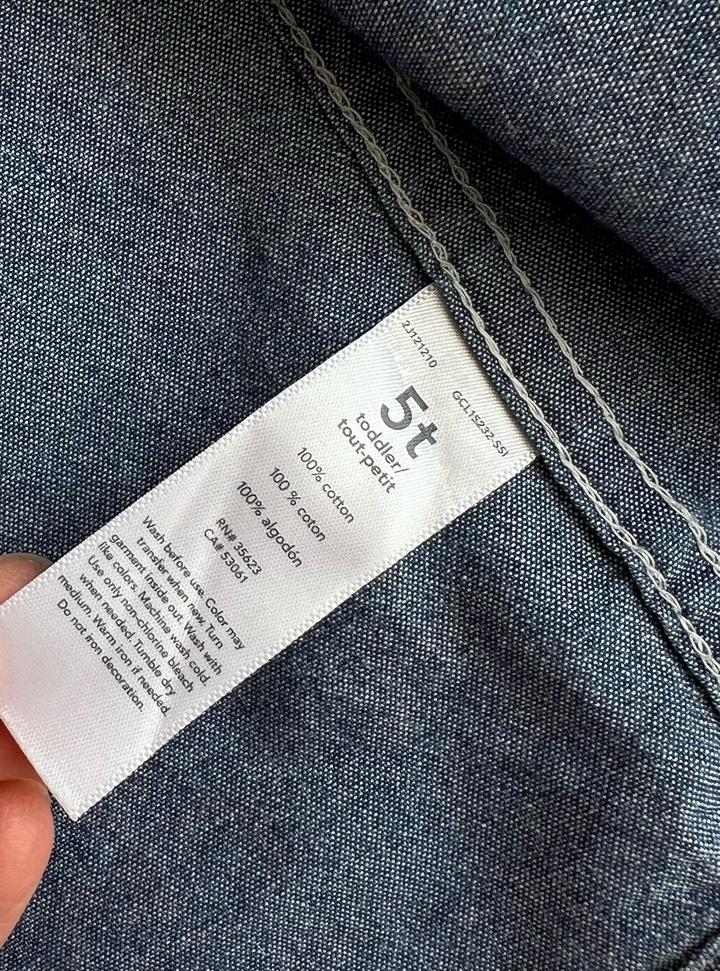 2J121210
GCL15232-SS1
5t
toddler/
tout-petit
100% cotton
100 % coton
100% algodón
RN# 35623
CA# 53061
Wash before use. Color may
transfer when new. Turn
garment inside out. Wash with
like colors. Machine wash cold.
Use only non-chlorine bleach
when needed. Tumble dry
medium. Warm iron if needed.
Do not iron decoration.